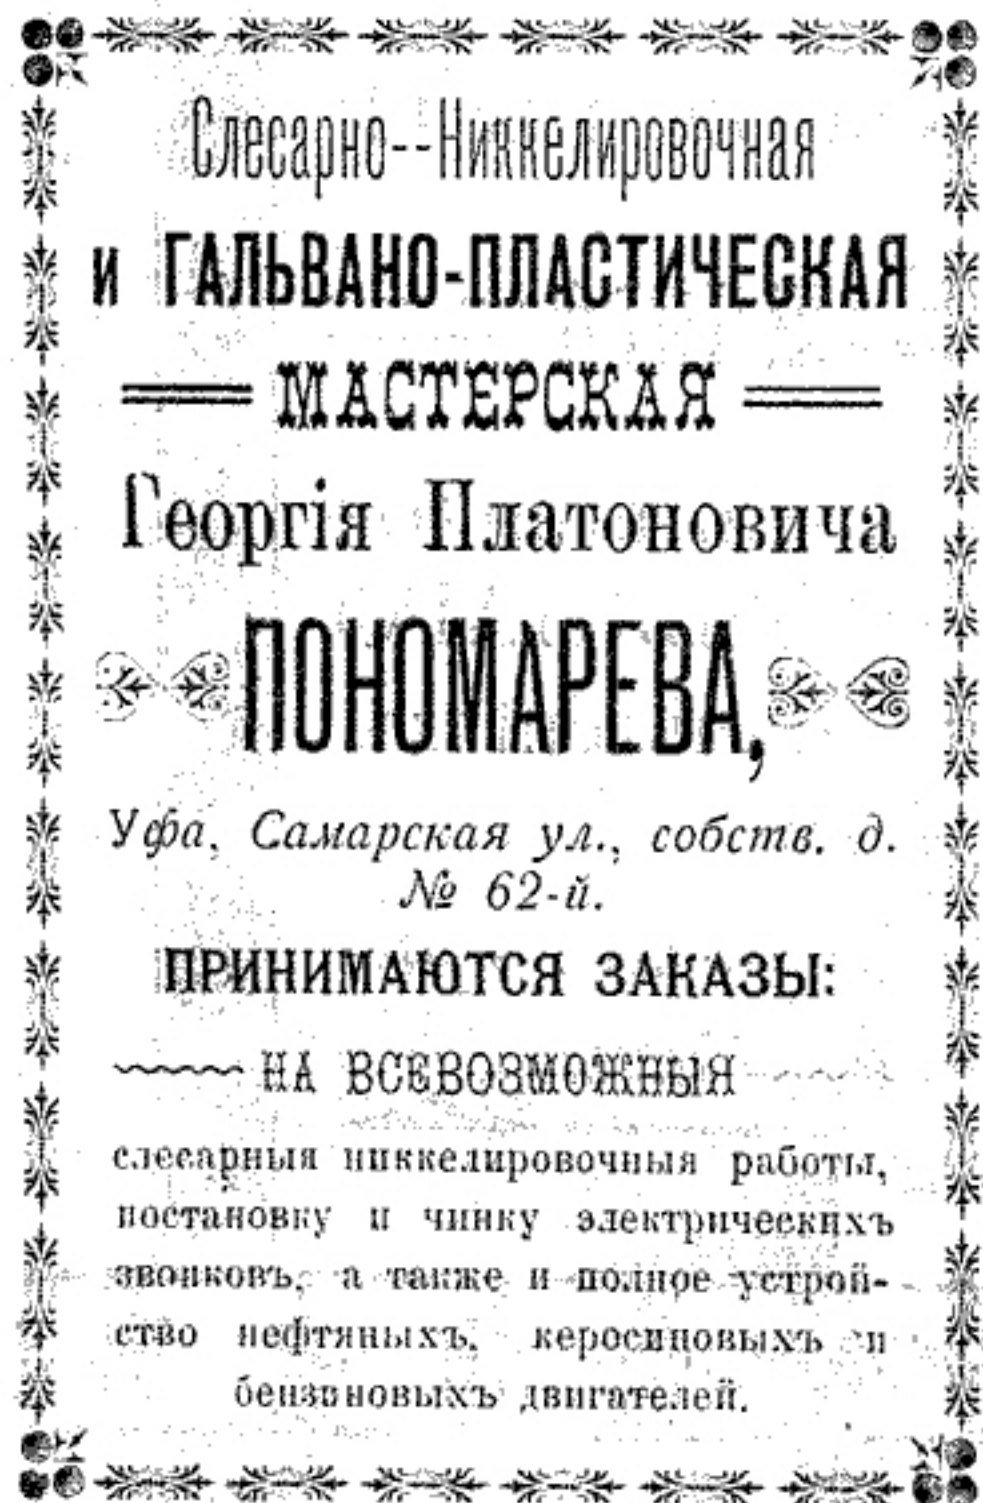 Слесарно--Никкелировочная
и ГАЛЬВАНО-ПЛАСТИЧЕСКАЯ
МАСТЕРСКАЯ
Георгія Платоновича
ПОНОМАРЕВА,
Уфа, Самарская ул., собств. д.
№ 62-й.
ПРИНИМАЮТСЯ ЗАКАЗЫ:
НА ВСЕВОЗМОЖНЫЯ
слесарныя никкелировочныя работы,
постановку и чинку электрическихъ
звонковъ, а также и полное устрой-
ство нефтяныхъ, керосиновыхъ и
бензиновыхъ двигателей.